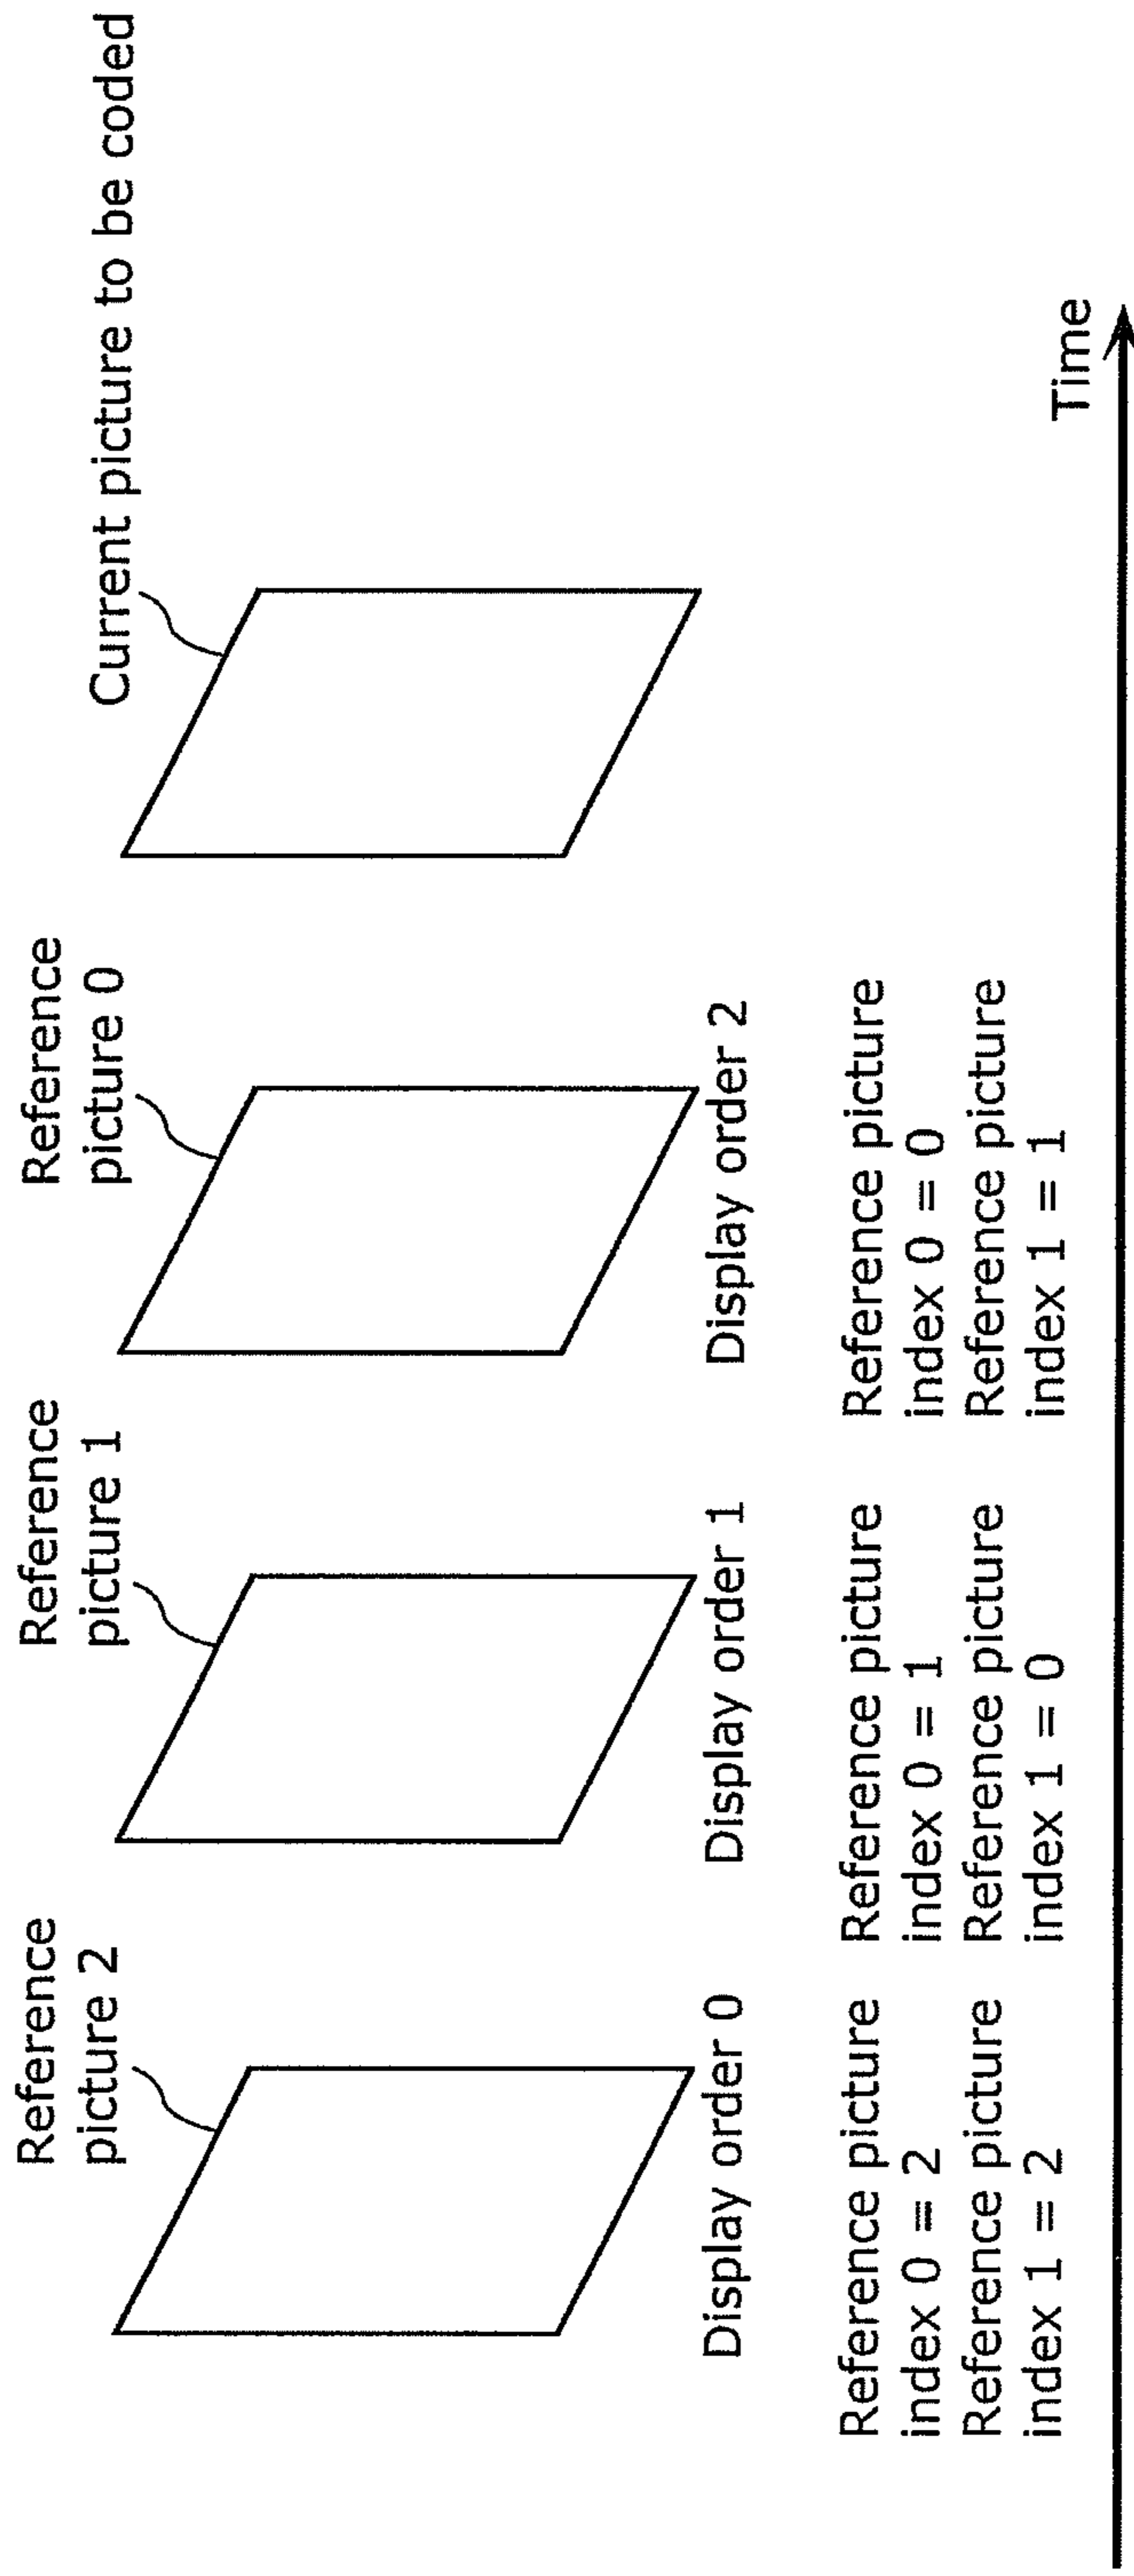 Reference
picture 2
Reference
picture 1
Reference
picture 0
Current picture to be coded
Display order 0
Display order 1
Display order 2
Reference picture
index 0 = 2
Reference picture
index 1 = 2
Reference picture
index 0 = 1
Reference picture
index 1 = 0
Reference picture
index 0 = 0
Reference picture
index 1 = 1
Time